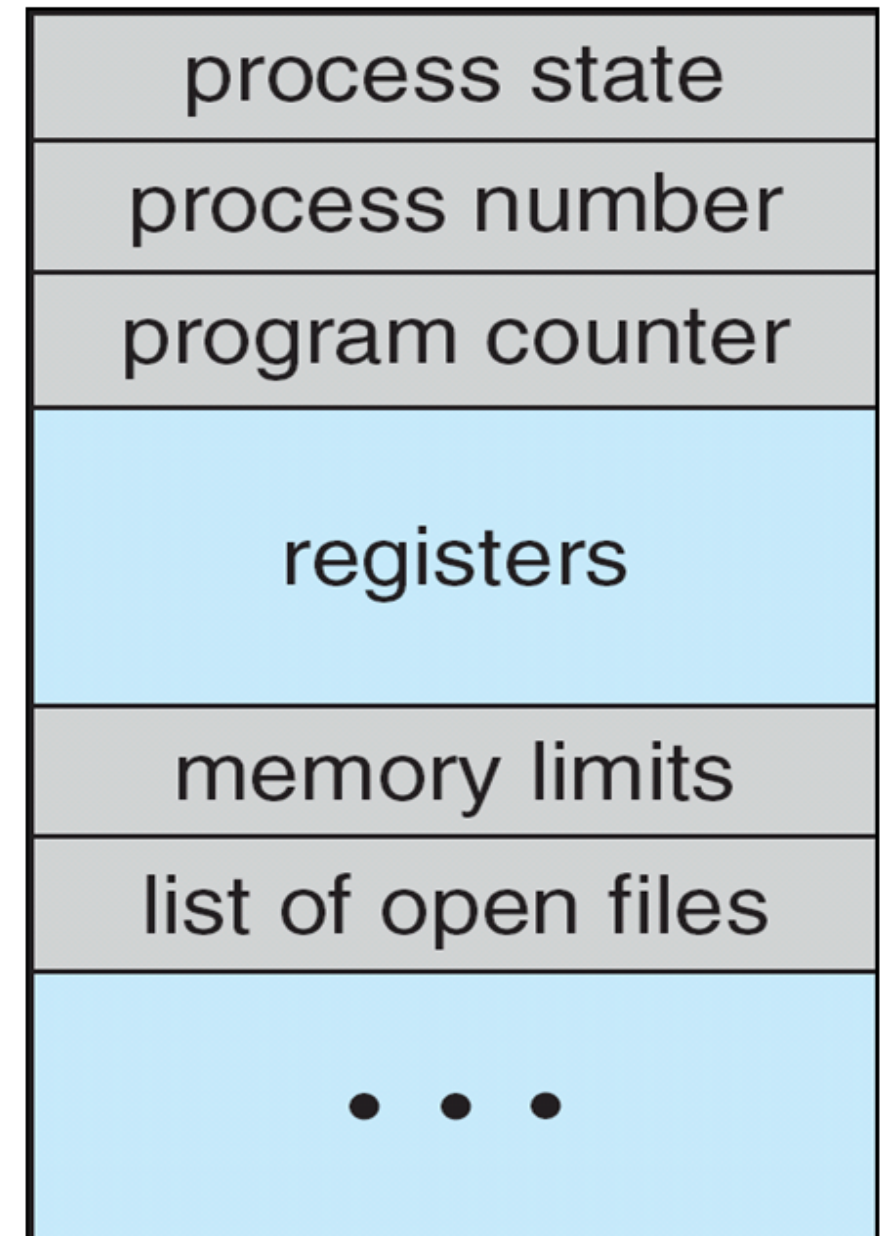 process state
process number
program counter
registers
memory limits
list of open files
• • •